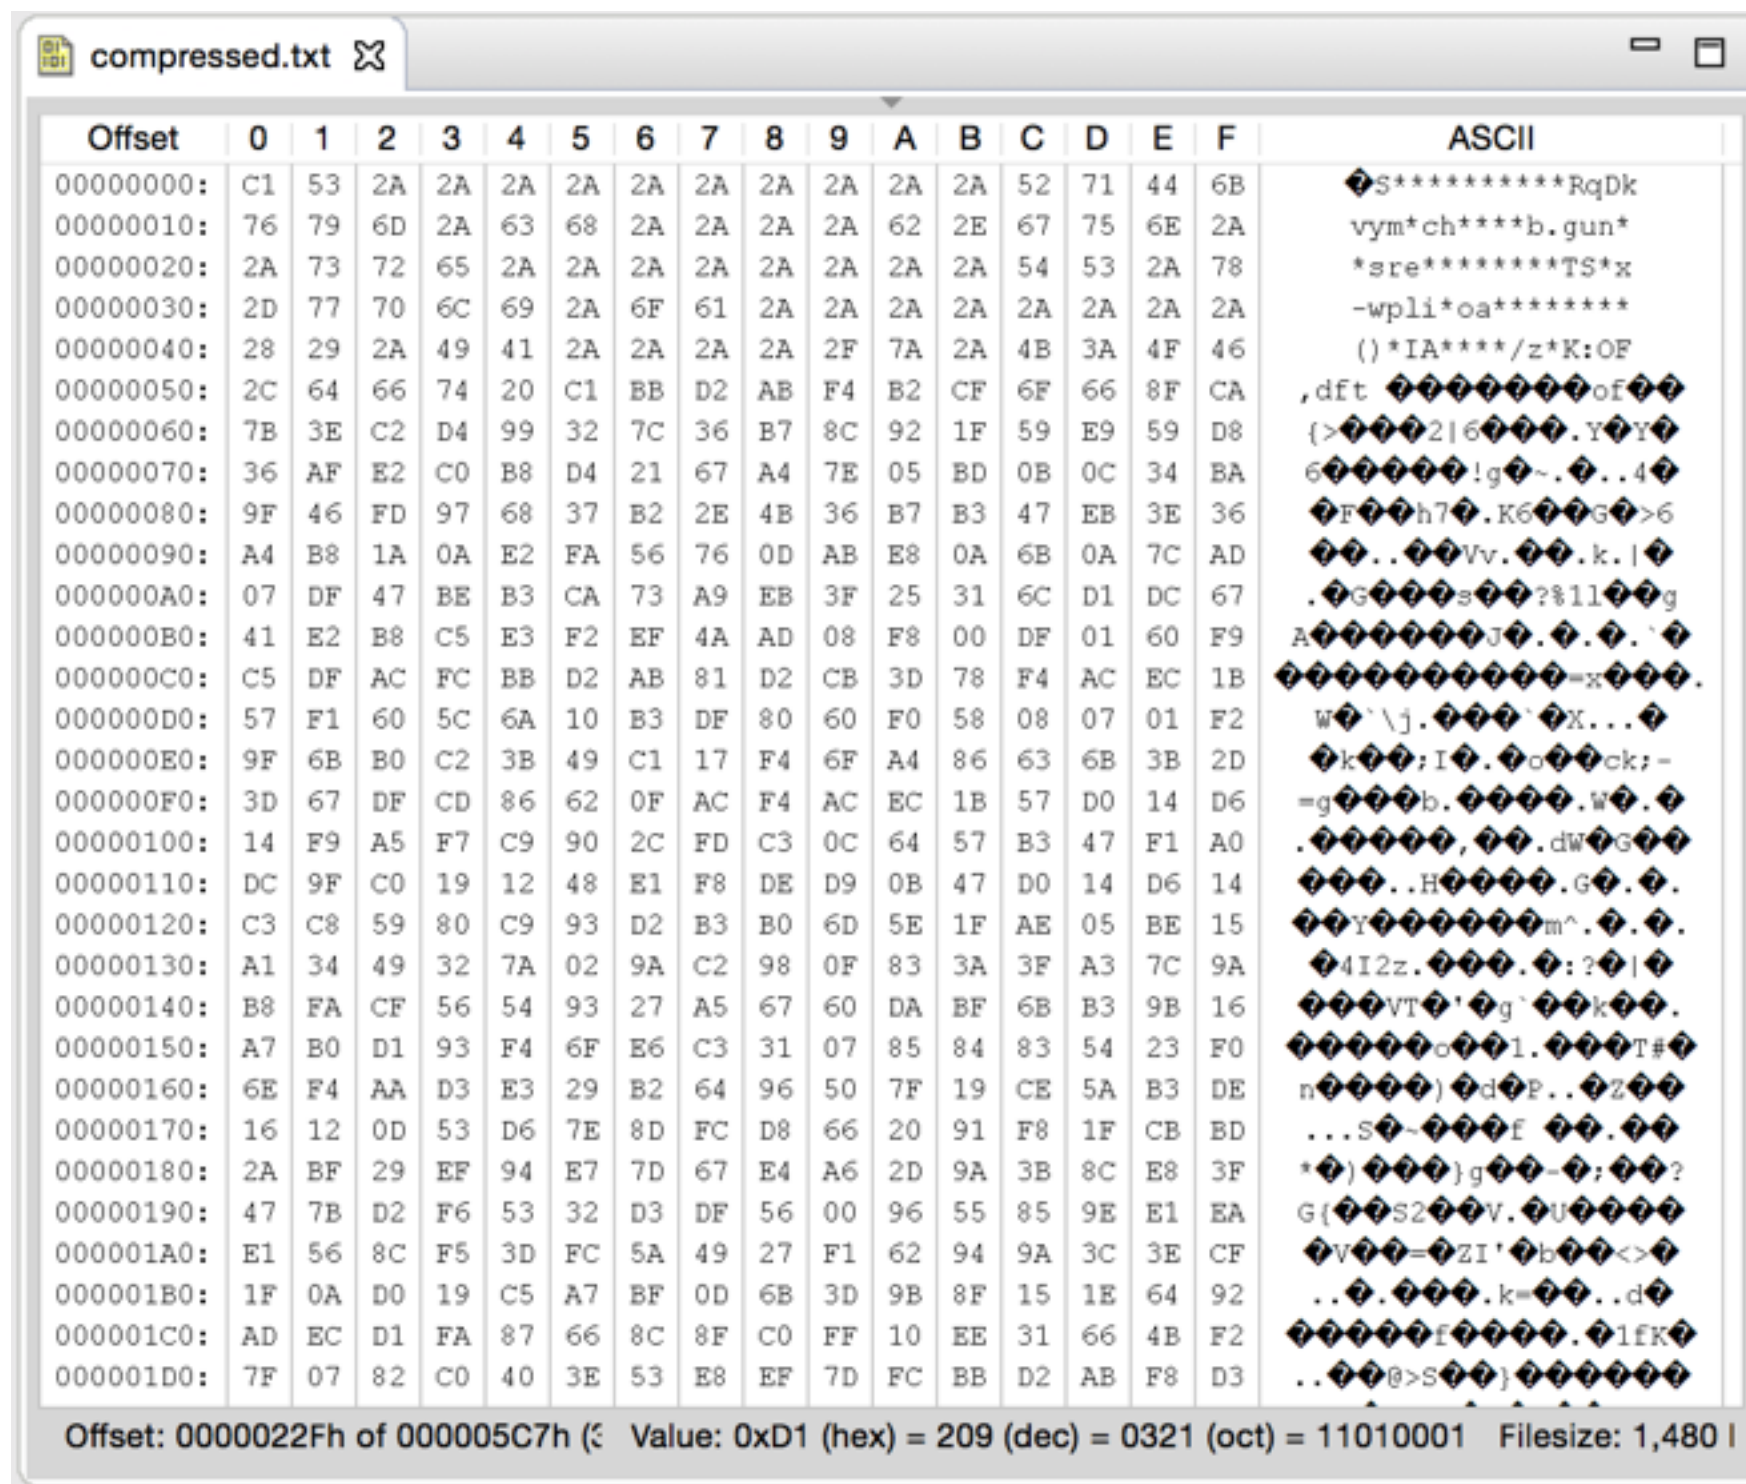 compressed.txt
Offset 0 1 2 3 4 5 6 7 8 9 A B C D E F ASCII
00000000: C1 53 2A 2A 2A 2A 2A 2A 2A 2A 2A 2A 52 71 44 6B �S**********RqDk
00000010: 76 79 6D 2A 63 68 2A 2A 2A 2A 62 2E 67 75 6E 2A vym*ch****b.gun*
00000020: 2A 73 72 65 2A 2A 2A 2A 2A 2A 2A 2A 54 53 2A 78 *sre********TS*x
00000030: 2D 77 70 6C 69 2A 6F 61 2A 2A 2A 2A 2A 2A 2A 2A -wpli*oa********
00000040: 28 29 2A 49 41 2A 2A 2A 2A 2F 7A 2A 4B 3A 4F 46 ()*IA****/z*K:OF
00000050: 2C 64 66 74 20 C1 BB D2 AB F4 B2 CF 6F 66 8F CA ,dft �������of��
00000060: 7B 3E C2 D4 99 32 7C 36 B7 8C 92 1F 59 E9 59 D8 {>���2|6���.Y�Y�
00000070: 36 AF E2 C0 B8 D4 21 67 A4 7E 05 BD 0B 0C 34 BA 6�����!g�~.�..4�
00000080: 9F 46 FD 97 68 37 B2 2E 4B 36 B7 B3 47 EB 3E 36 �F��h7�.K6��G�>6
00000090: A4 B8 1A 0A E2 FA 56 76 0D AB E8 0A 6B 0A 7C AD ��..��Vv.��.k.|�
000000A0: 07 DF 47 BE B3 CA 73 A9 EB 3F 25 31 6C D1 DC 67 .�G���s��?%1l��g
000000B0: 41 E2 B8 C5 E3 F2 EF 4A AD 08 F8 00 DF 01 60 F9 A������J�.�.�.`�
000000C0: C5 DF AC FC BB D2 AB 81 D2 CB 3D 78 F4 AC EC 1B ����������=x���.
000000D0: 57 F1 60 5C 6A 10 B3 DF 80 60 F0 58 08 07 01 F2 W�`\j.���`�X...�
000000E0: 9F 6B B0 C2 3B 49 C1 17 F4 6F A4 86 63 6B 3B 2D �k��;I�.�o��ck;-
000000F0: 3D 67 DF CD 86 62 0F AC F4 AC EC 1B 57 D0 14 D6 =g���b.����.W�.�
00000100: 14 F9 A5 F7 C9 90 2C FD C3 0C 64 57 B3 47 F1 A0 .�����,��.dW�G��
00000110: DC 9F C0 19 12 48 E1 F8 DE D9 0B 47 D0 14 D6 14 ���..H����.G�.�.
00000120: C3 C8 59 80 C9 93 D2 B3 B0 6D 5E 1F AE 05 BE 15 ��Y������m^.�.�.
00000130: A1 34 49 32 7A 02 9A C2 98 0F 83 3A 3F A3 7C 9A �4I2z.���.�:?�|�
00000140: B8 FA CF 56 54 93 27 A5 67 60 DA BF 6B B3 9B 16 ���VT�'�g`��k��.
00000150: A7 B0 D1 93 F4 6F E6 C3 31 07 85 84 83 54 23 F0 �����o��1.���T#�
00000160: 6E F4 AA D3 E3 29 B2 64 96 50 7F 19 CE 5A B3 DE n����)�d�P..�Z��
00000170: 16 12 0D 53 D6 7E 8D FC D8 66 20 91 F8 1F CB BD ...S�~���f ��.��
00000180: 2A BF 29 EF 94 E7 7D 67 E4 A6 2D 9A 3B 8C E8 3F *�)���}g��-�;��?
00000190: 47 7B D2 F6 53 32 D3 DF 56 00 96 55 85 9E E1 EA G{��S2��V.�U����
000001A0: E1 56 8C F5 3D FC 5A 49 27 F1 62 94 9A 3C 3E CF �V��=�ZI'�b��<>�
000001B0: 1F 0A D0 19 C5 A7 BF 0D 6B 3D 9B 8F 15 1E 64 92 ..�.���.k=��..d�
000001C0: AD EC D1 FA 87 66 8C 8F C0 FF 10 EE 31 66 4B F2 �����f����.�1fK�
000001D0: 7F 07 82 C0 40 3E 53 E8 EF 7D FC BB D2 AB F8 D3 ..��@>S��}������
Offset: 0000022Fh of 000005C7h (3 Value: 0xD1 (hex) = 209 (dec) = 0321 (oct) = 11010001 Filesize: 1,480